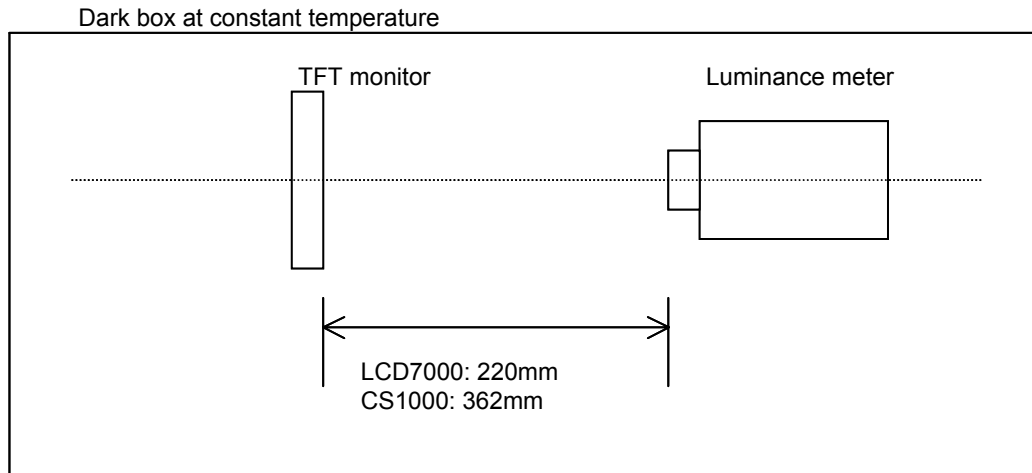 Dark box at constant temperature
TFT monitor
Luminance meter
LCD7000: 220mm
CS1000: 362mm